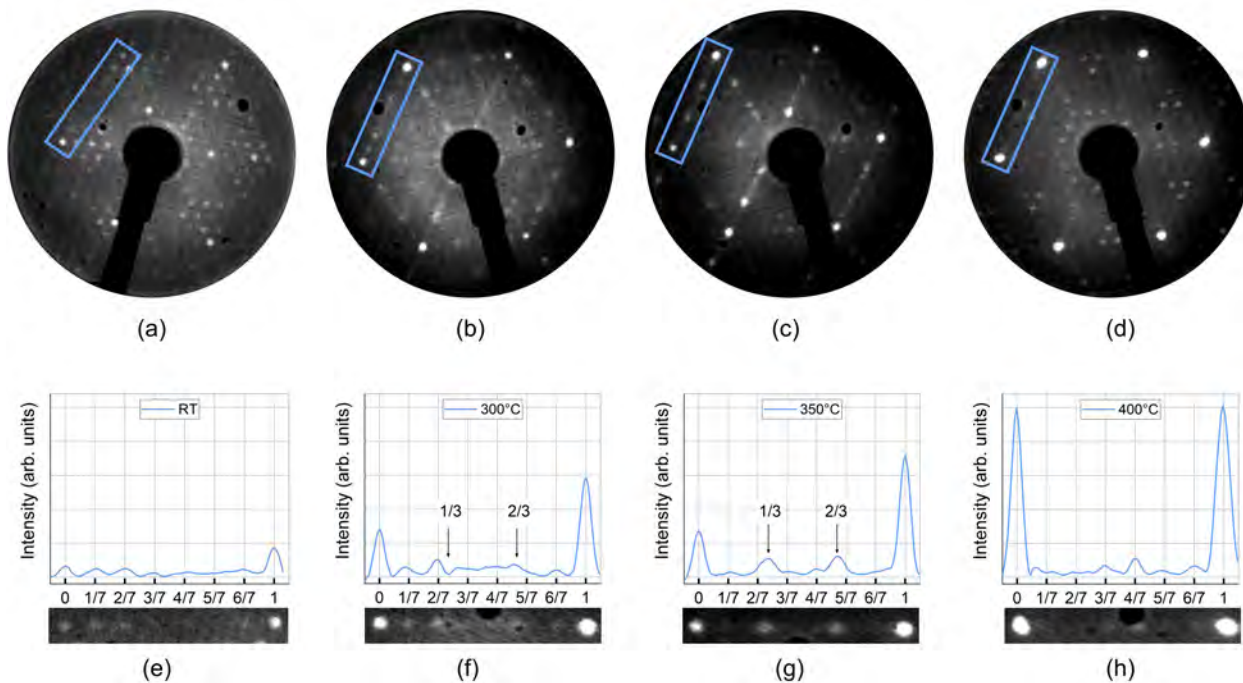 (a)
(b)
(c)
(d)
Intensity (arb. units)
RT
0 1/7 2/7 3/7 4/7 5/7 6/7 1
(e)
Intensity (arb. units)
300°C
1/3 2/3
0 1/7 2/7 3/7 4/7 5/7 6/7 1
(f)
Intensity (arb. units)
350°C
1/3 2/3
0 1/7 2/7 3/7 4/7 5/7 6/7 1
(g)
Intensity (arb. units)
400°C
0 1/7 2/7 3/7 4/7 5/7 6/7 1
(h)